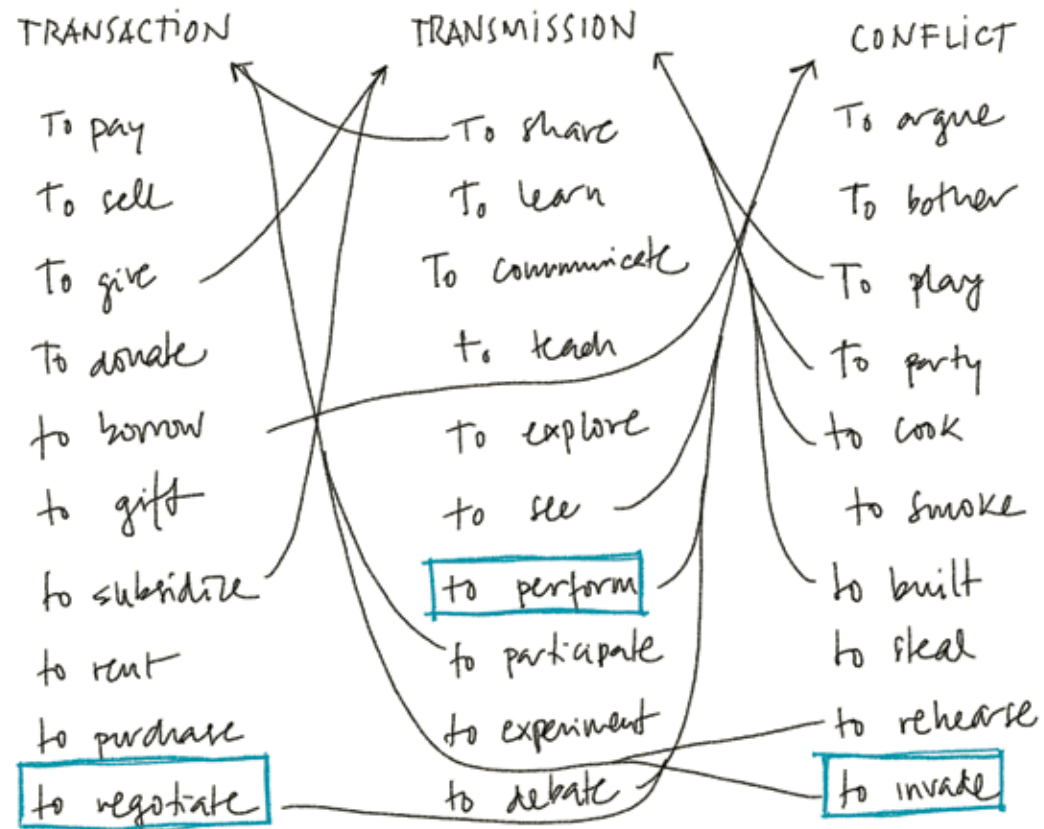 TRANSACTION
To pay
To sell
To give
To donate
to borrow
to gift
to subsidize
to rent
to purchase
to negotiate
TRANSMISSION
To share
To learn
To communicate
to teach
To explore
to see
to perform
to participate
to experiment
to debate
CONFLICT
To argue
To bother
To play
To party
to cook
to smoke
to built
to steal
to rehearse
to invade